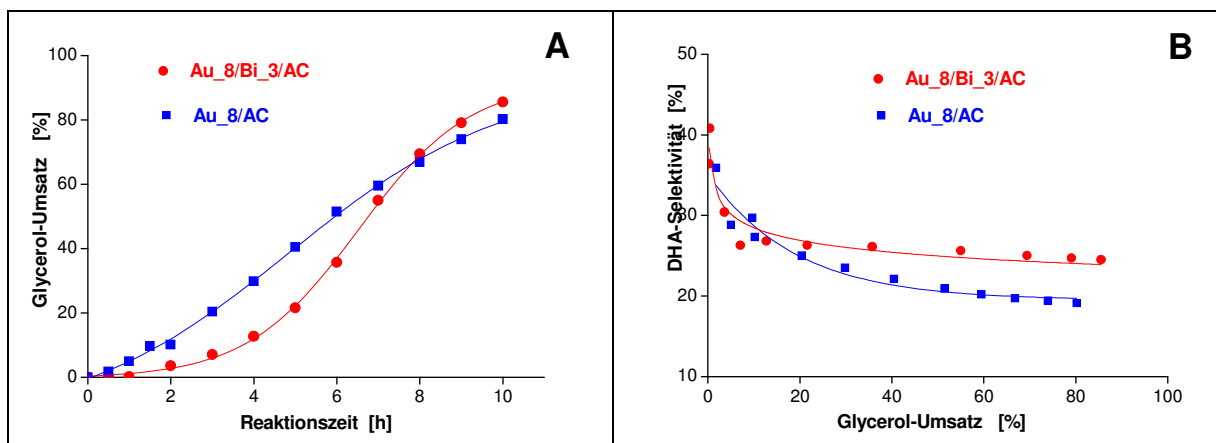 A
Au_8/Bi_3/AC
Au_8/AC
Glycerol-Umsatz [%]
100
80
60
40
20
0
0 2 4 6 8 10
Reaktionszeit [h]
B
Au_8/Bi_3/AC
Au_8/AC
DHA-Selektivität [%]
50
40
30
20
10
0 20 40 60 80 100
Glycerol-Umsatz [%]